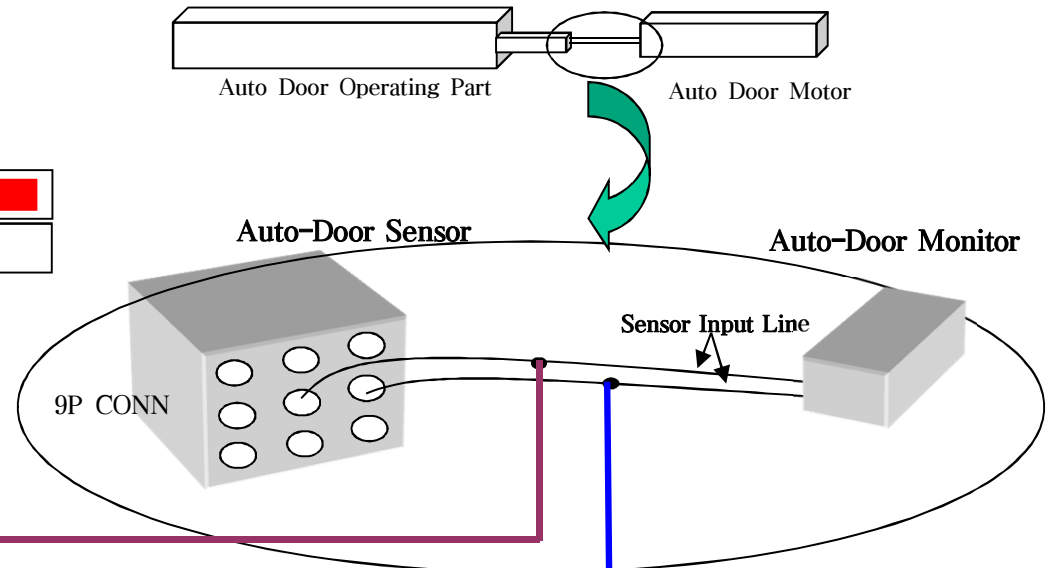 Auto Door Operating Part
Auto Door Motor
Auto-Door Sensor
Auto-Door Monitor
Sensor Input Line
9P CONN